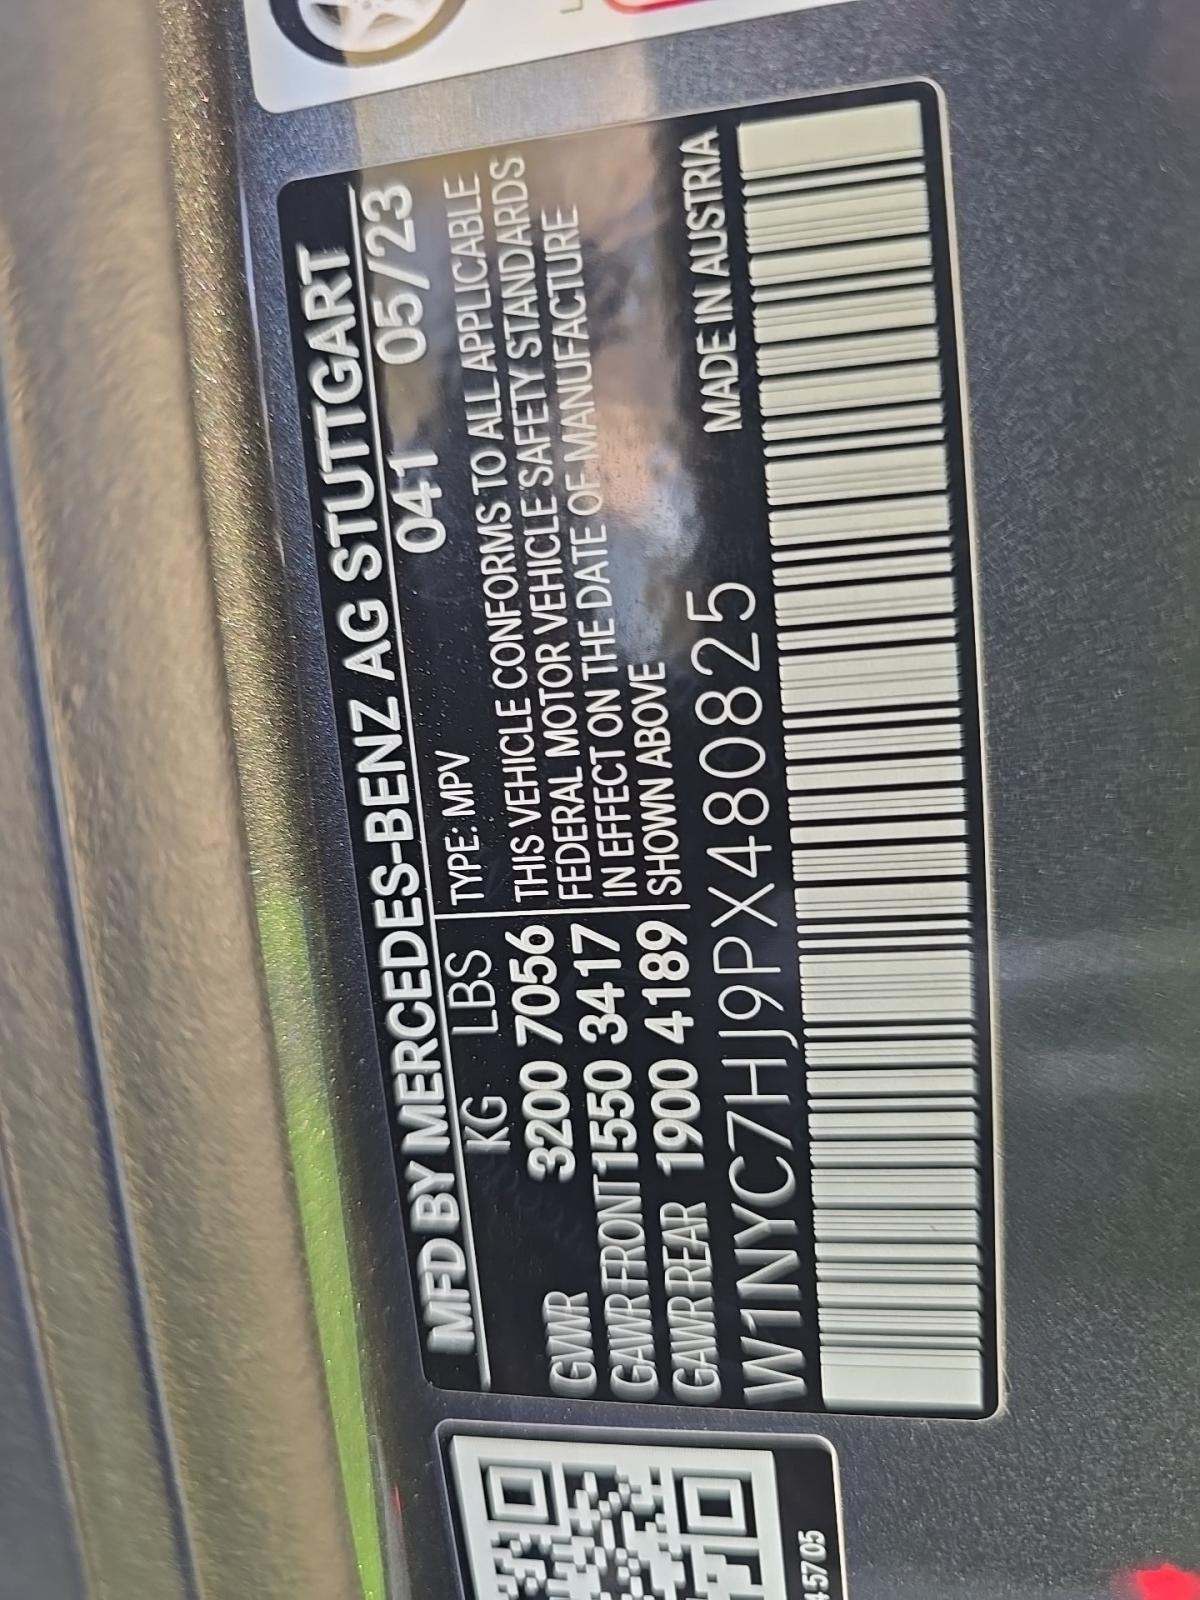 MFD BY MERCEDES-BENZ AG STUTTGART
KG LBS TYPE: MPV 041 05/23
GVWR 3200 7056
GAWR FRONT 1550 3417
GAWR REAR 1900 4189
THIS VEHICLE CONFORMS TO ALL APPLICABLE
FEDERAL MOTOR VEHICLE SAFETY STANDARDS
IN EFFECT ON THE DATE OF MANUFACTURE
SHOWN ABOVE
W1NYC7HJ9PX480825 MADE IN AUSTRIA